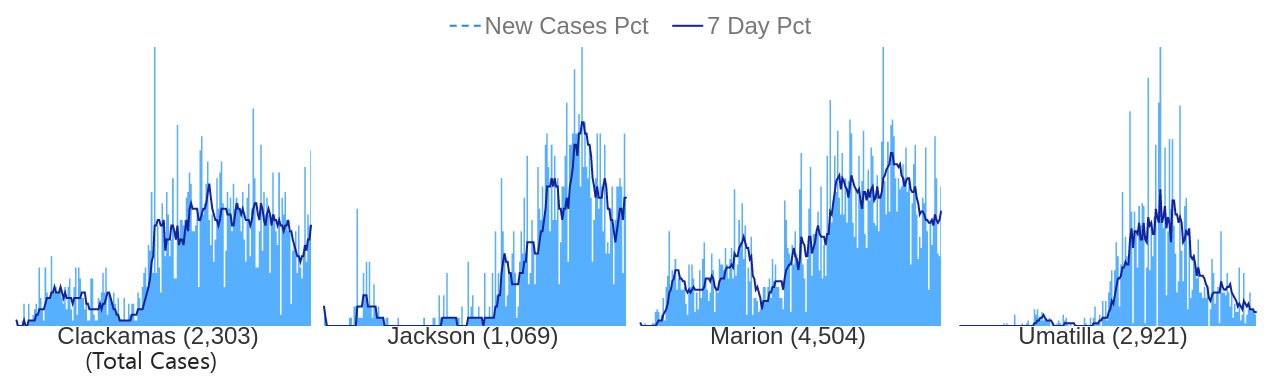 New Cases Pct 7 Day Pct
Clackamas (2,303) Jackson (1,069) Marion (4,504) Umatilla (2,921)
(Total Cases)